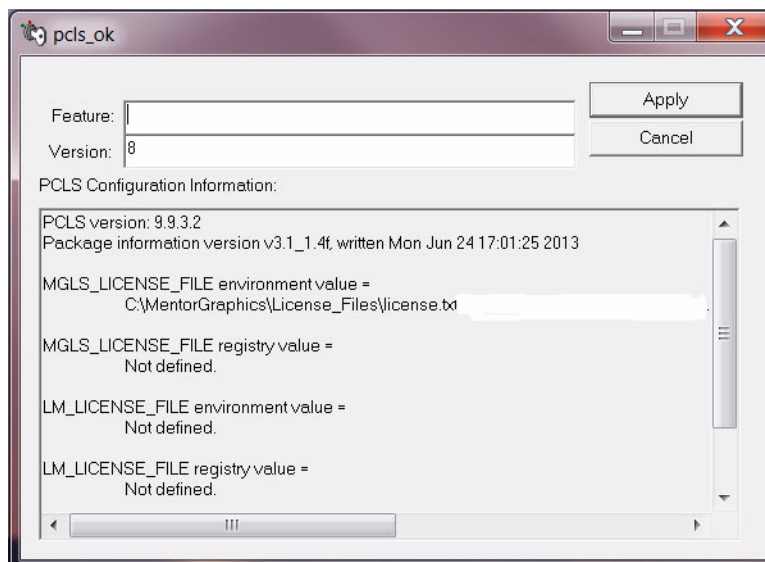 pcls_ok
Feature:
Apply
Version: 8
Cancel
PCLS Configuration Information:
PCLS version: 9.9.3.2
Package information version v3.1_1.4f, written Mon Jun 24 17:01:25 2013
MGLS_LICENSE_FILE environment value =
C:\MentorGraphics\License_Files\license.txt
MGLS_LICENSE_FILE registry value =
Not defined.
LM_LICENSE_FILE environment value =
Not defined.
LM_LICENSE_FILE registry value =
Not defined.